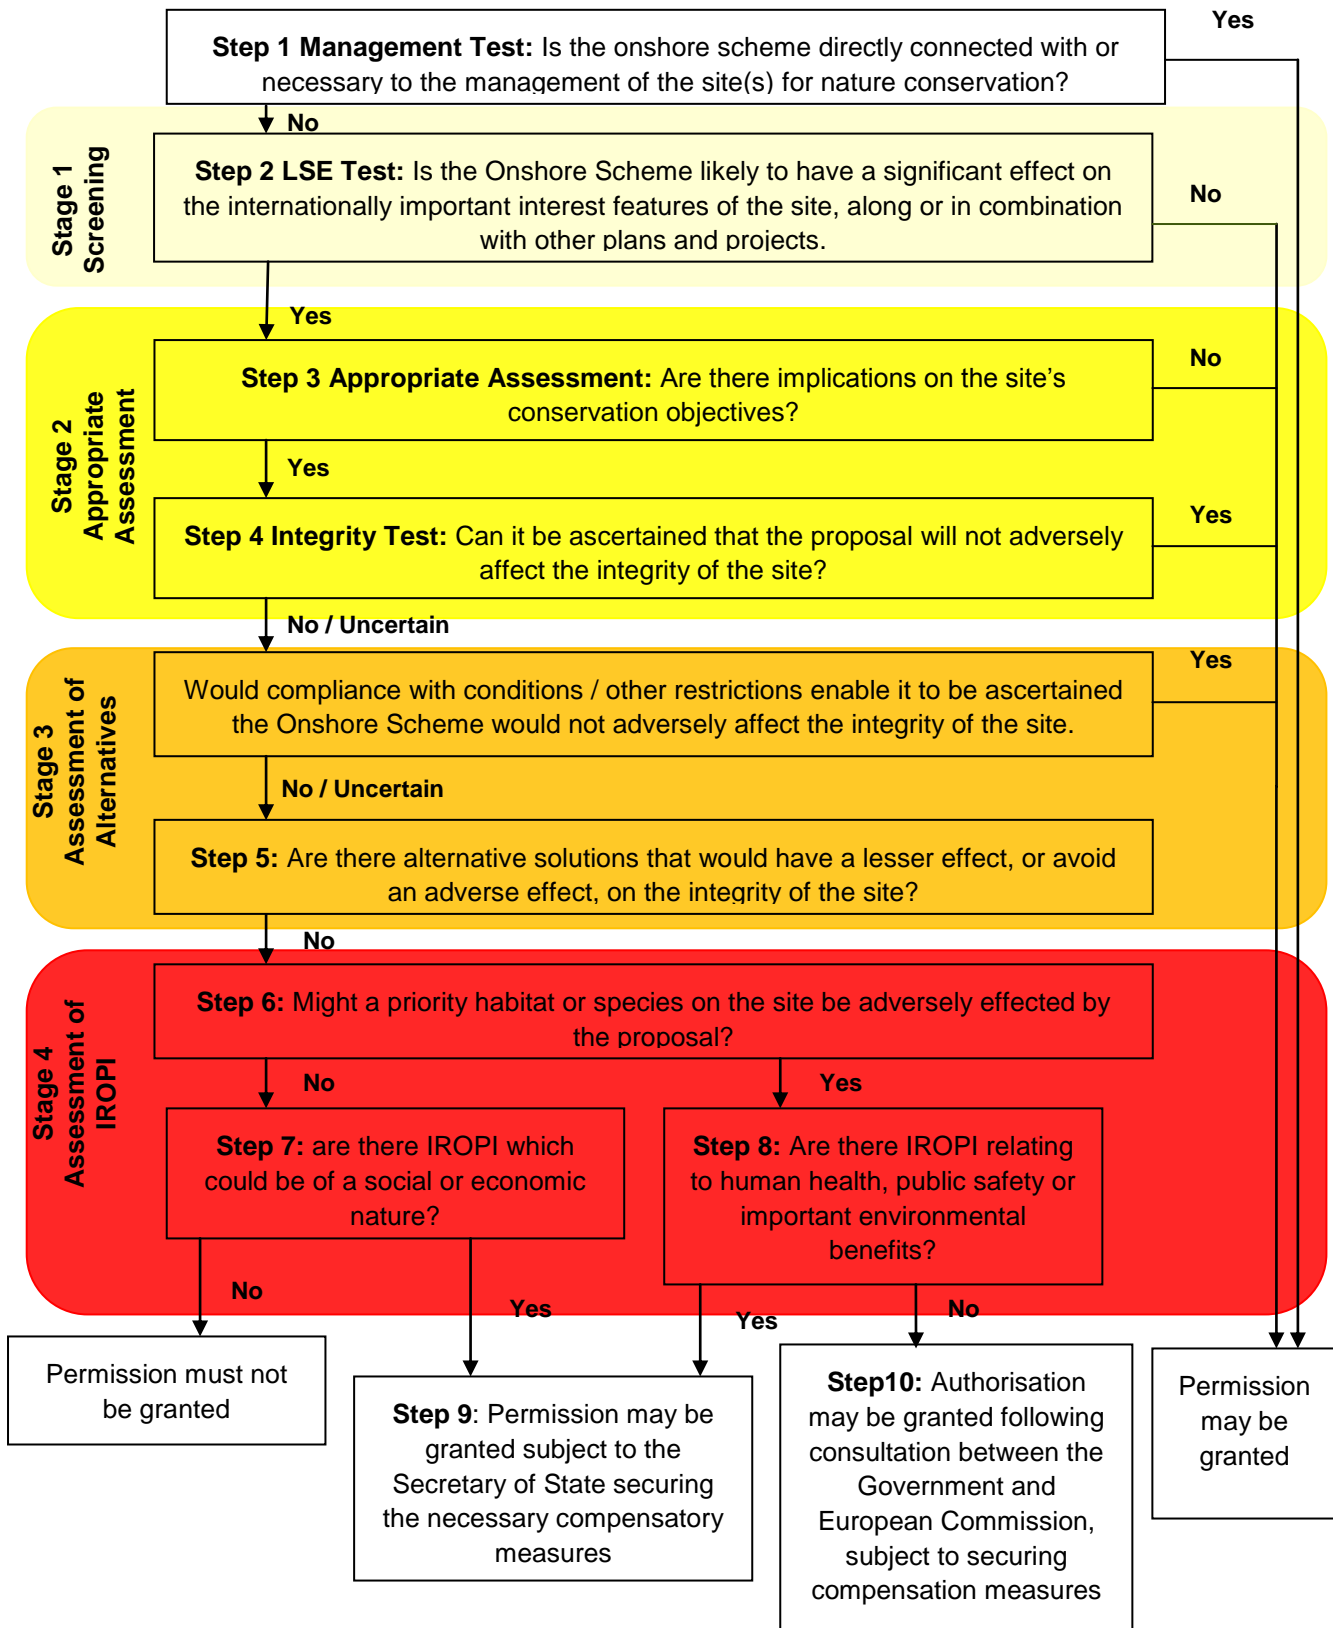 Yes
Step 1 Management Test: Is the onshore scheme directly connected with or
necessary to the management of the site(s) for nature conservation?
No
Stage 1
Screening
Step 2 LSE Test: Is the Onshore Scheme likely to have a significant effect on
the internationally important interest features of the site, along or in combination
with other plans and projects.
No
Yes
Stage 2
Appropriate
Assessment
Step 3 Appropriate Assessment: Are there implications on the site’s
conservation objectives?
No
Yes
Step 4 Integrity Test: Can it be ascertained that the proposal will not adversely
affect the integrity of the site?
Yes
No / Uncertain
Stage 3
Assessment of
Alternatives
Would compliance with conditions / other restrictions enable it to be ascertained
the Onshore Scheme would not adversely affect the integrity of the site.
Yes
No / Uncertain
Step 5: Are there alternative solutions that would have a lesser effect, or avoid
an adverse effect, on the integrity of the site?
No
Stage 4
Assessment of
IROPI
Step 6: Might a priority habitat or species on the site be adversely effected by
the proposal?
No
Yes
Step 7: are there IROPI which
could be of a social or economic
nature?
Step 8: Are there IROPI relating
to human health, public safety or
important environmental
benefits?
No
Yes
Yes
No
Permission must not
be granted
Step 9: Permission may be
granted subject to the
Secretary of State securing
the necessary compensatory
measures
Step10: Authorisation
may be granted following
consultation between the
Government and
European Commission,
subject to securing
compensation measures
Permission
may be
granted